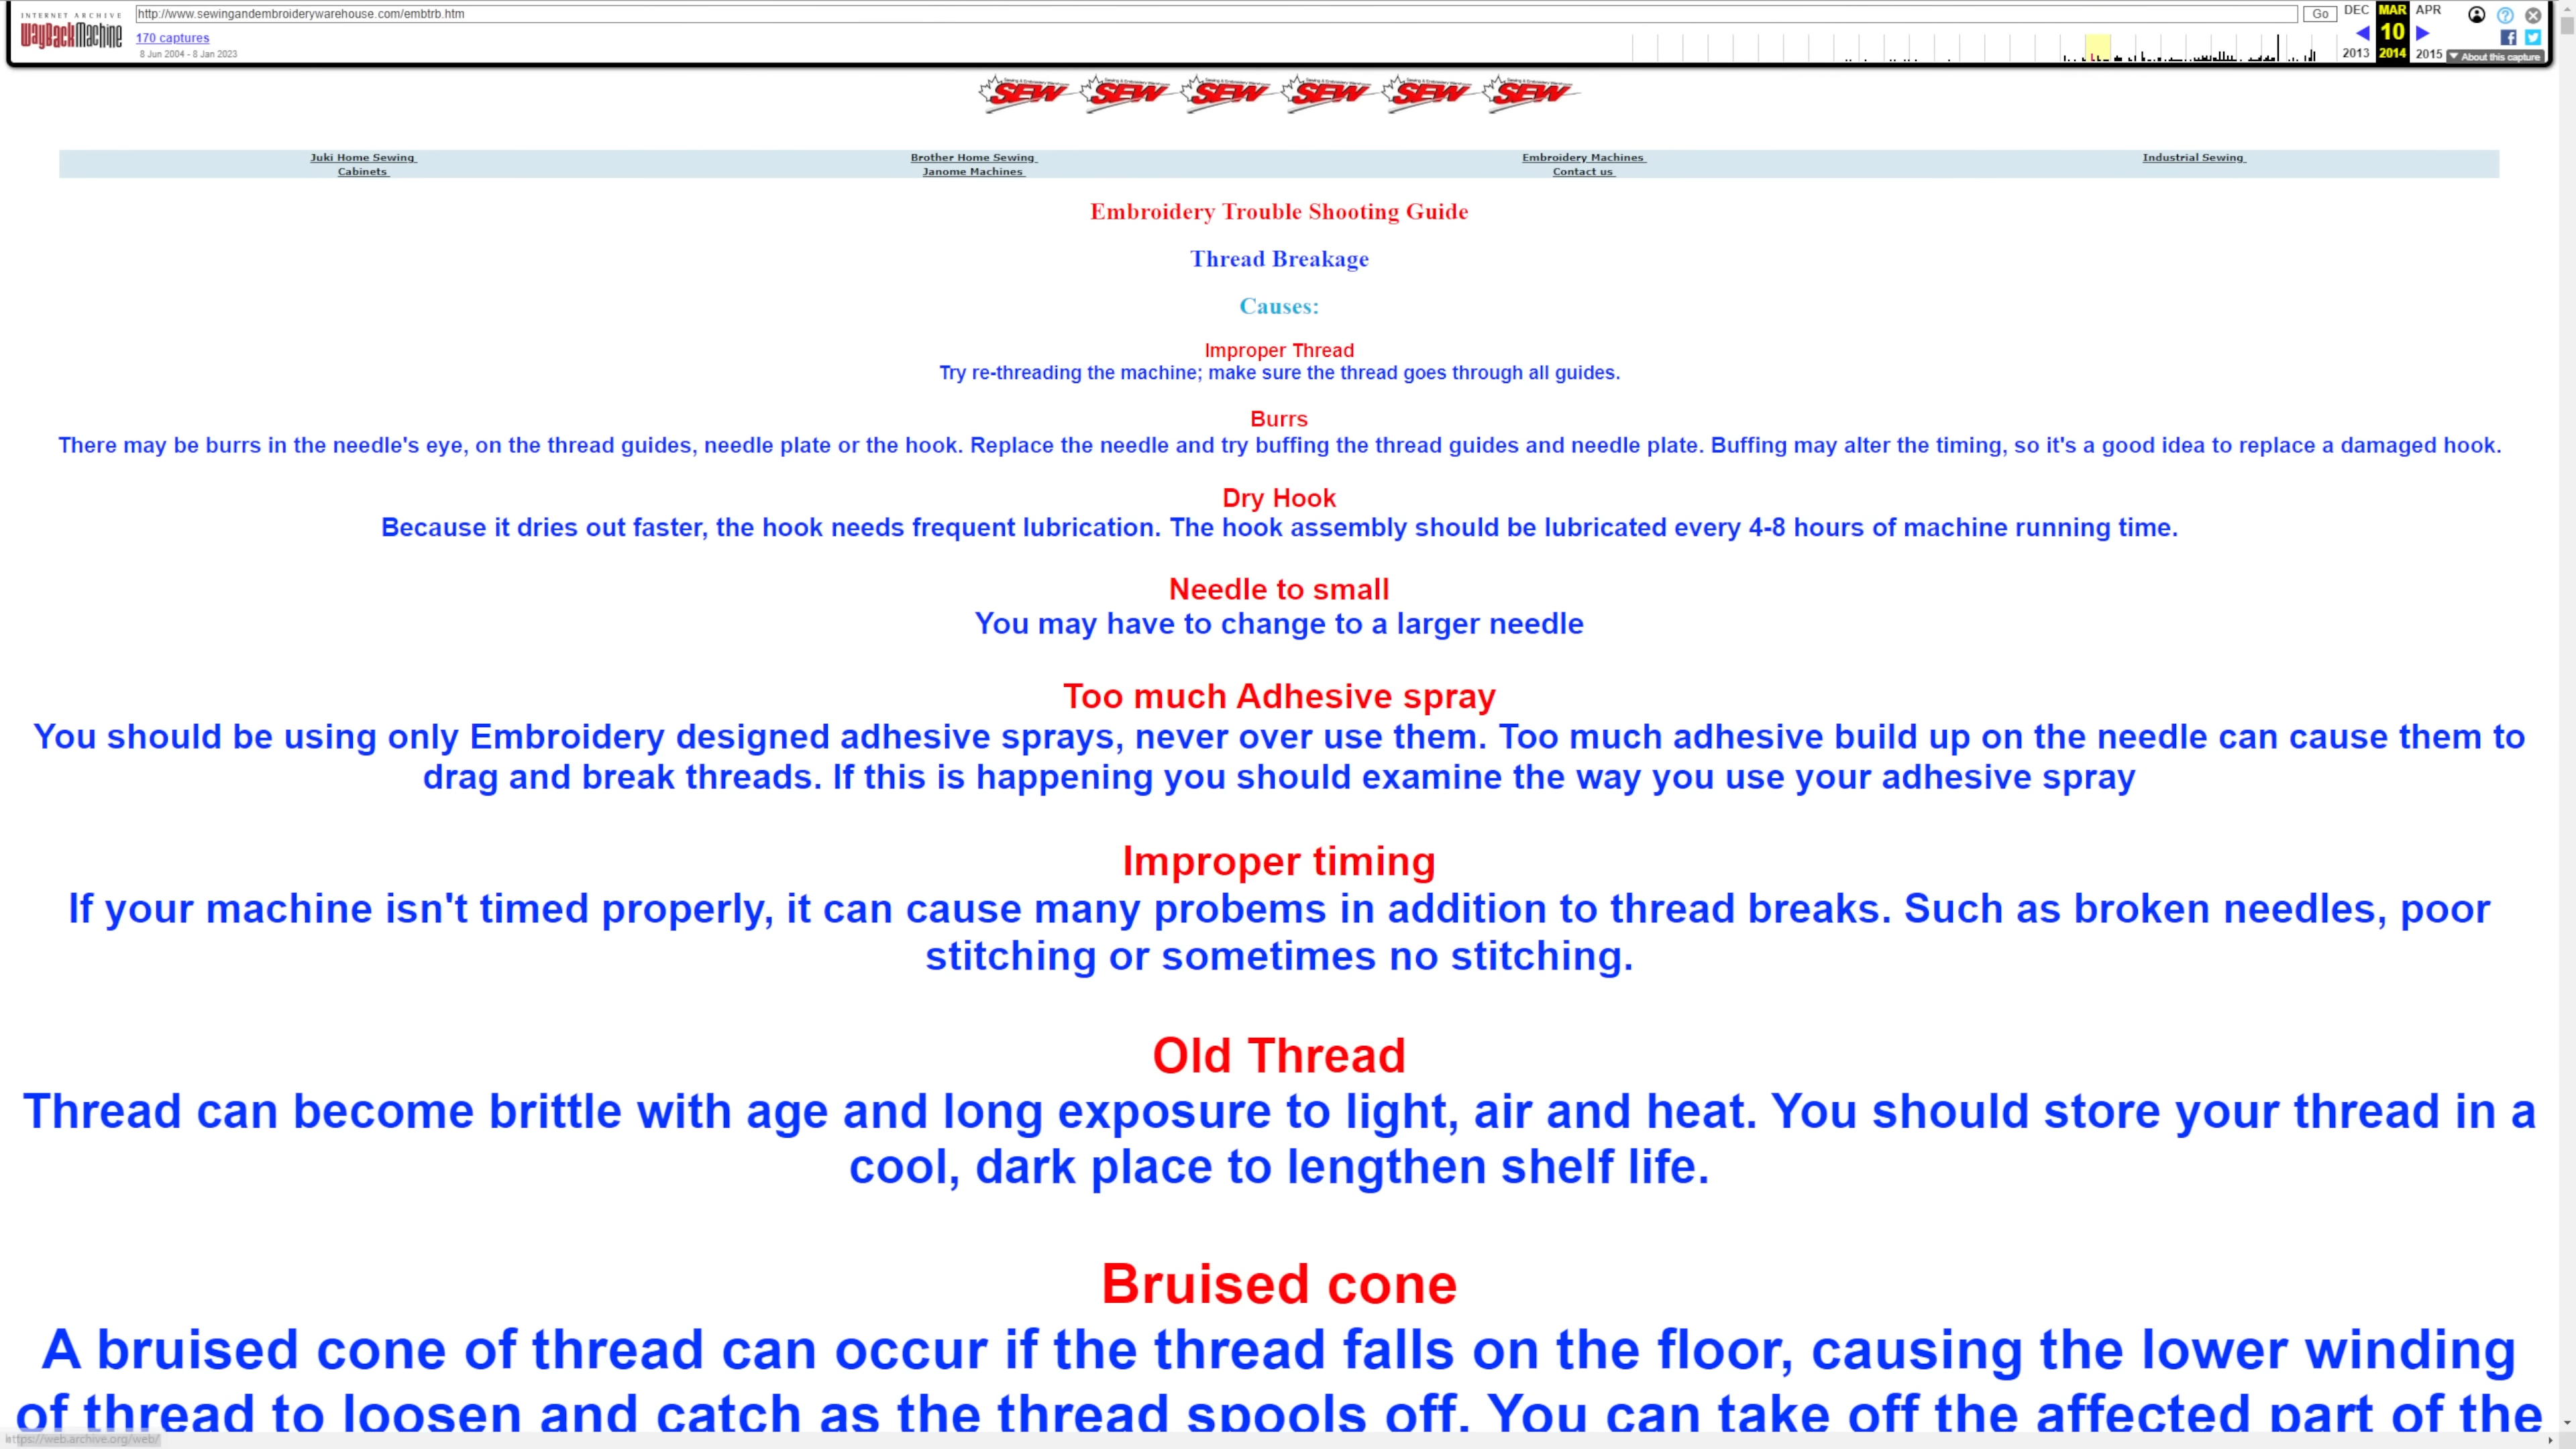 INTERNET ARCHIVE
WayBackMachine
http://www.sewingandembroiderywarehouse.com/embtrb.htm
Go
DEC MAR APR
170 captures
10
8 Jun 2004 - 8 Jan 2023
2013 2014 2015
About this capture
SEW SEW SEW SEW SEW SEW
Juki Home Sewing Brother Home Sewing Embroidery Machines Industrial Sewing
Cabinets Janome Machines Contact us
Embroidery Trouble Shooting Guide
Thread Breakage
Causes:
Improper Thread
Try re-threading the machine; make sure the thread goes through all guides.
Burrs
There may be burrs in the needle's eye, on the thread guides, needle plate or the hook. Replace the needle and try buffing the thread guides and needle plate. Buffing may alter the timing, so it's a good idea to replace a damaged hook.
Dry Hook
Because it dries out faster, the hook needs frequent lubrication. The hook assembly should be lubricated every 4-8 hours of machine running time.
Needle to small
You may have to change to a larger needle
Too much Adhesive spray
You should be using only Embroidery designed adhesive sprays, never over use them. Too much adhesive build up on the needle can cause them to
drag and break threads. If this is happening you should examine the way you use your adhesive spray
Improper timing
If your machine isn't timed properly, it can cause many probems in addition to thread breaks. Such as broken needles, poor
stitching or sometimes no stitching.
Old Thread
Thread can become brittle with age and long exposure to light, air and heat. You should store your thread in a
cool, dark place to lengthen shelf life.
Bruised cone
A bruised cone of thread can occur if the thread falls on the floor, causing the lower winding
of thread to loosen and catch as the thread spools off. You can take off the affected part of the
https://web.archive.org/web/